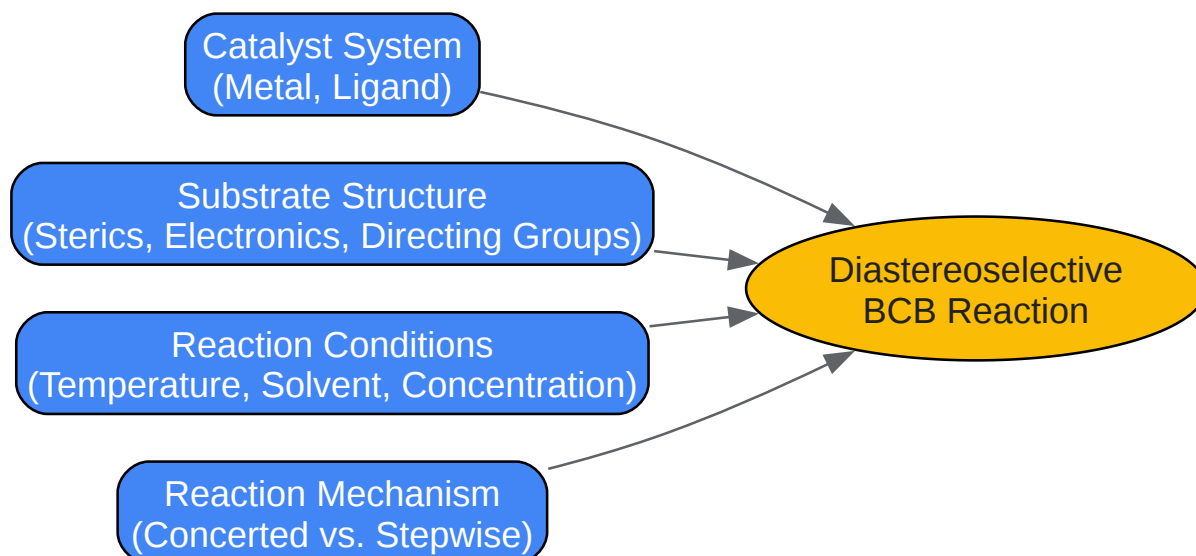 Catalyst System
(Metal, Ligand)
Substrate Structure
(Sterics, Electronics, Directing Groups)
Reaction Conditions
(Temperature, Solvent, Concentration)
Reaction Mechanism
(Concerted vs. Stepwise)
Diastereoselective
BCB Reaction